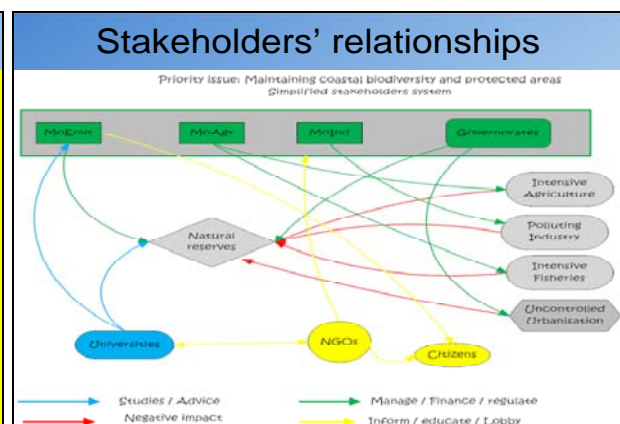 Stakeholders' relationships
Priority issue: Maintaining coastal biodiversity and protected areas
Simplified stakeholders system
MoEnvr
MoAgr
MoInd
Governorates
Intensive
Agriculture
Polluting
Industry
Natural
reserves
Intensive
Fisheries
Uncontrolled
Urbanisation
Universities
NGOs
Citizens
Studies / Advice
Manage / Finance / regulate
Negative impact
Inform / educate / Lobby